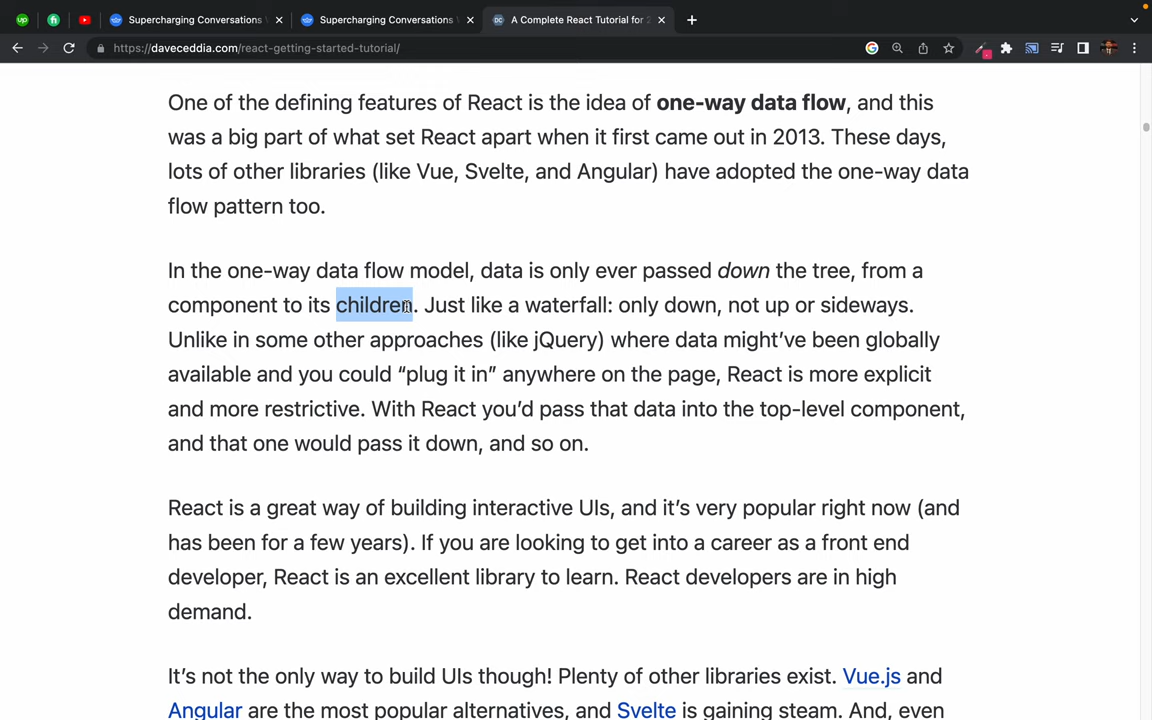 Supercharging Conversations
Supercharging Conversations
A Complete React Tutorial for 2
https://daveceddia.com/react-getting-started-tutorial/
One of the defining features of React is the idea of one-way data flow, and this
was a big part of what set React apart when it first came out in 2013. These days,
lots of other libraries (like Vue, Svelte, and Angular) have adopted the one-way data
flow pattern too.
In the one-way data flow model, data is only ever passed down the tree, from a
component to its children. Just like a waterfall: only down, not up or sideways.
Unlike in some other approaches (like jQuery) where data might’ve been globally
available and you could “plug it in” anywhere on the page, React is more explicit
and more restrictive. With React you’d pass that data into the top-level component,
and that one would pass it down, and so on.
React is a great way of building interactive UIs, and it’s very popular right now (and
has been for a few years). If you are looking to get into a career as a front end
developer, React is an excellent library to learn. React developers are in high
demand.
It’s not the only way to build UIs though! Plenty of other libraries exist. Vue.js and
Angular are the most popular alternatives, and Svelte is gaining steam. And, even